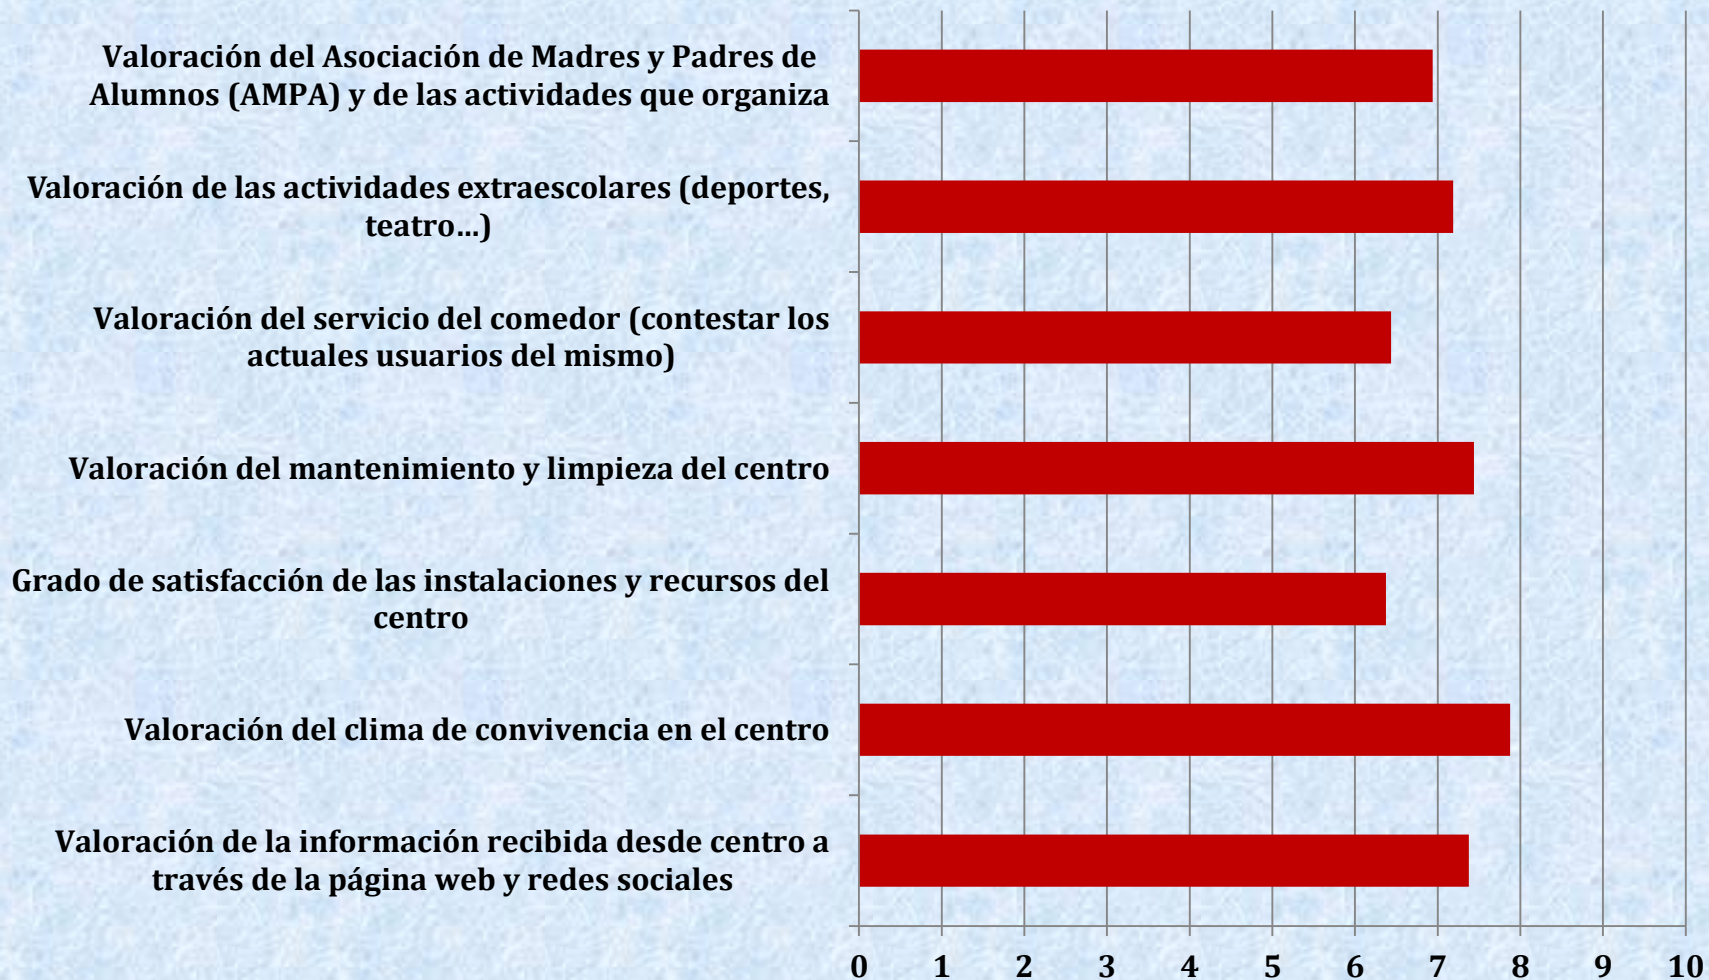 Valoración del Asociación de Madres y Padres de
Alumnos (AMPA) y de las actividades que organiza
Valoración de las actividades extraescolares (deportes,
teatro...)
Valoración del servicio del comedor (contestar los
actuales usuarios del mismo)
Valoración del mantenimiento y limpieza del centro
Grado de satisfacción de las instalaciones y recursos del
centro
Valoración del clima de convivencia en el centro
Valoración de la información recibida desde centro a
través de la página web y redes sociales
0 1 2 3 4 5 6 7 8 9 10